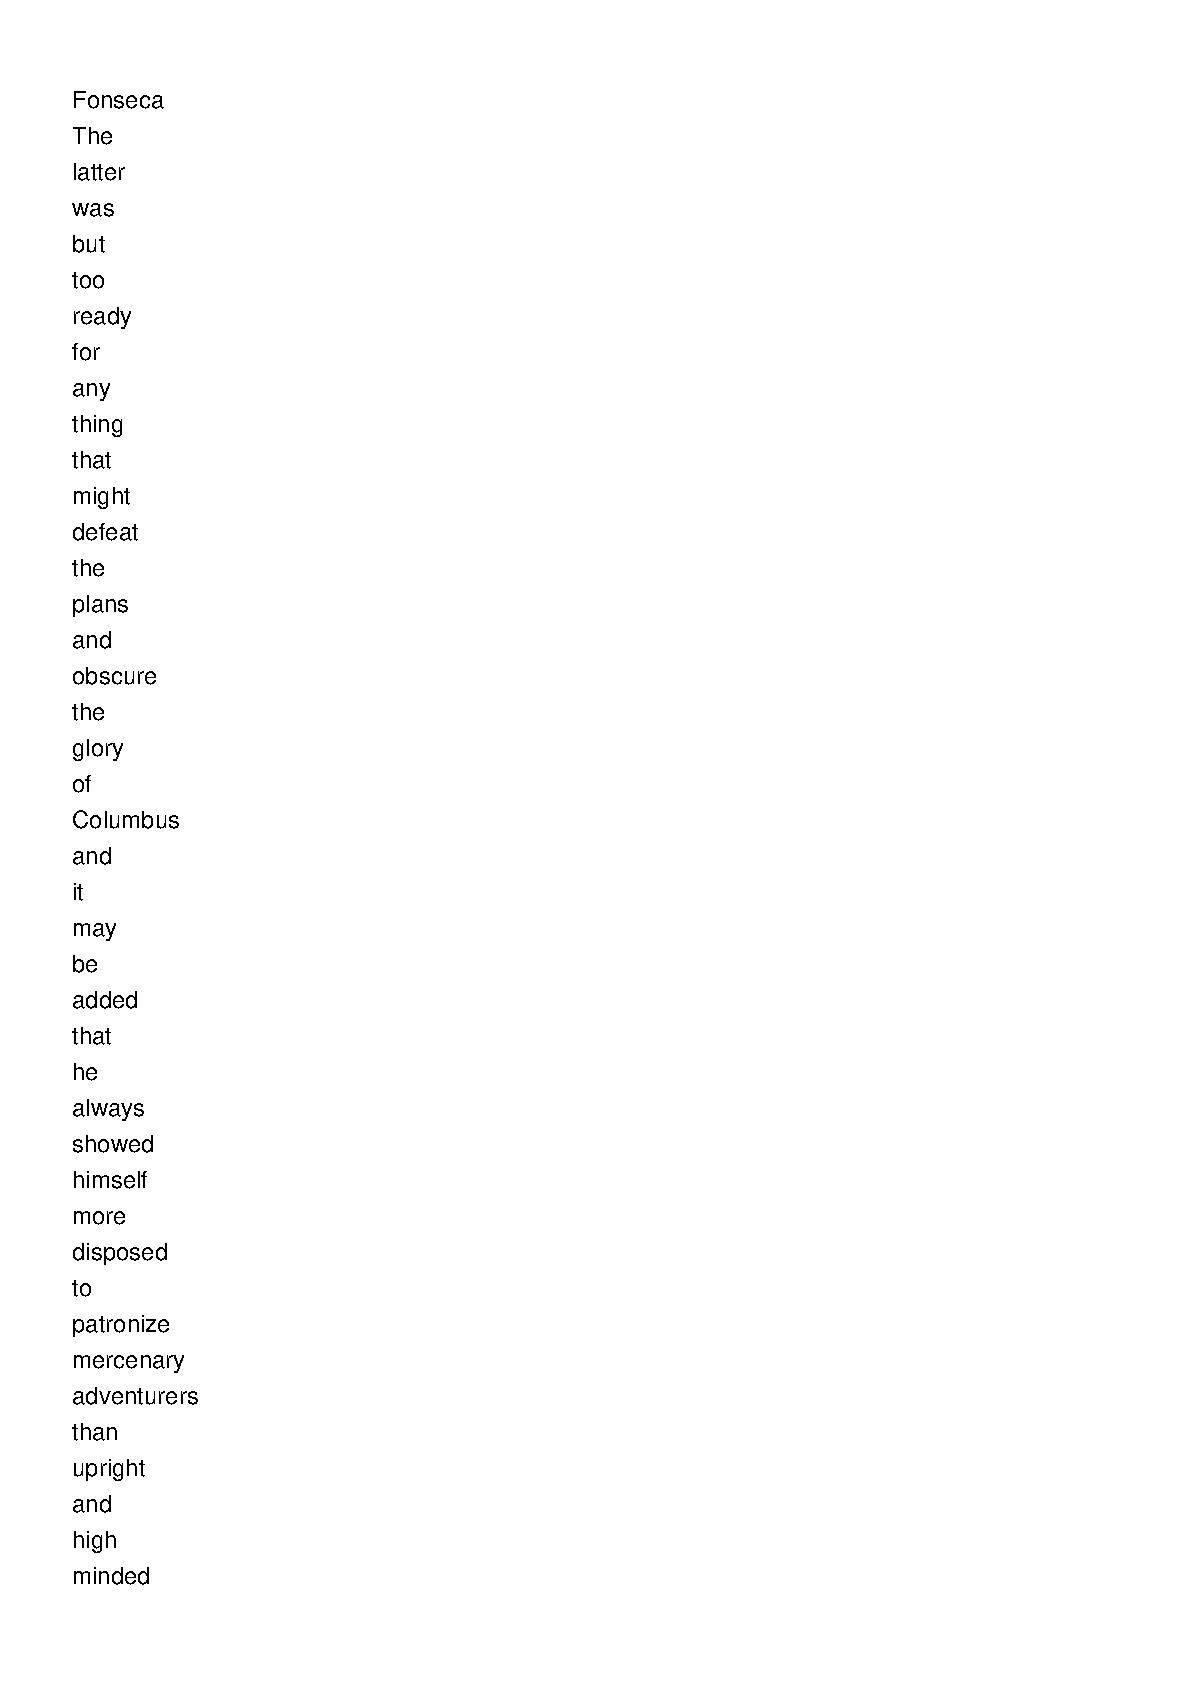 Fonseca
The
latter
was
but
too
ready
for
any
thing
that
might
defeat
the
plans
and
obscure
the
glory
of
Columbus
and
it
may
be
added
that
he
always
showed
himself
more
disposed
to
patronize
mercenary
adventurers
than
upright
and
high
minded